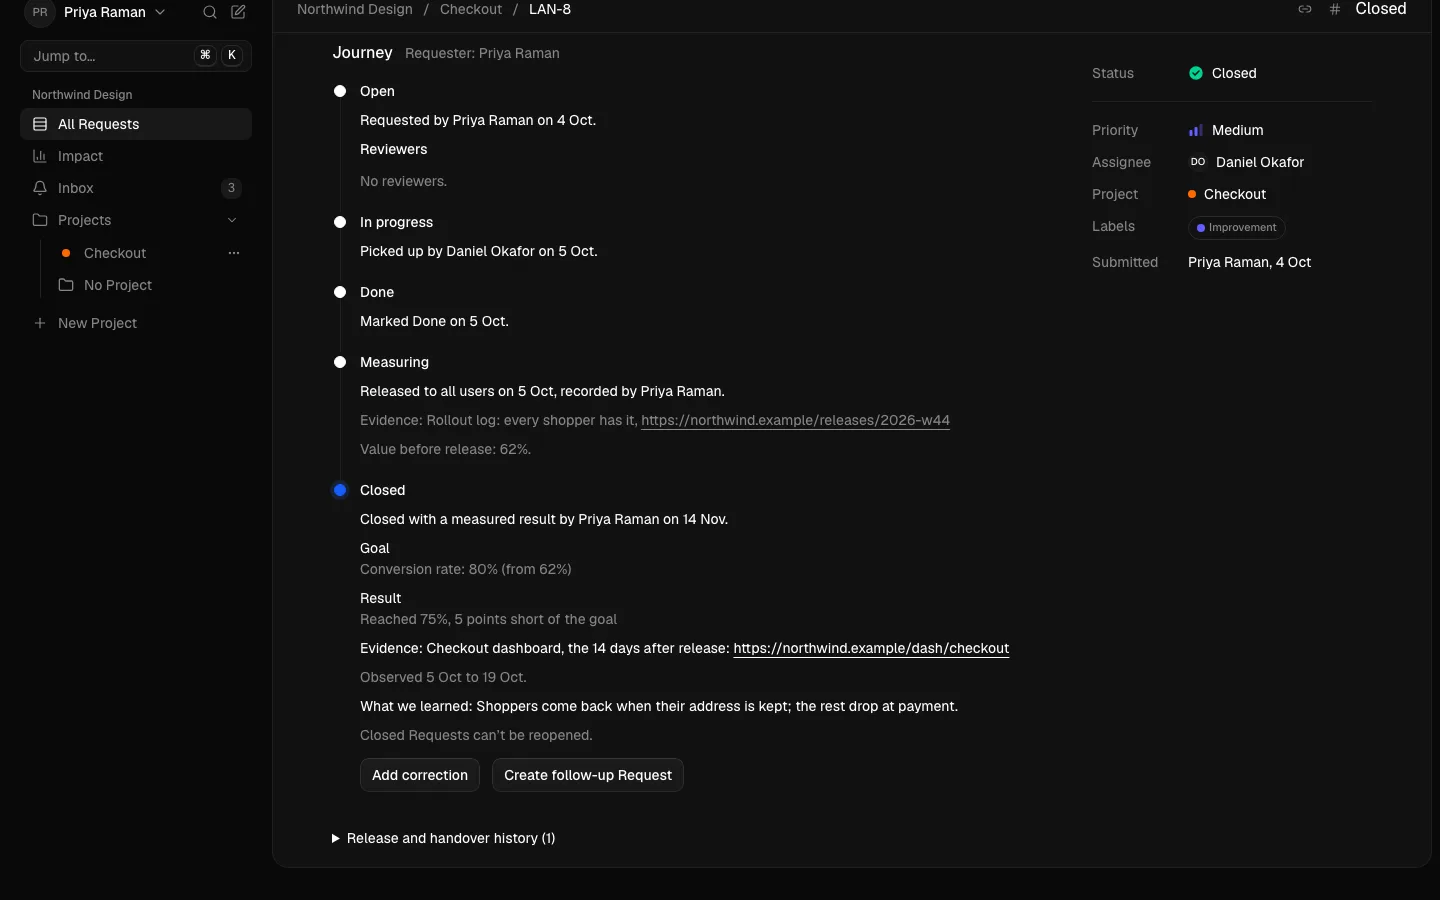 PR Priya Raman
Jump to... ⌘ K
Northwind Design
All Requests
Impact
Inbox 3
Projects
Checkout ...
No Project
+ New Project
Northwind Design / Checkout / LAN-8
# Closed
Journey Requester: Priya Raman
Open
Requested by Priya Raman on 4 Oct.
Reviewers
No reviewers.
In progress
Picked up by Daniel Okafor on 5 Oct.
Done
Marked Done on 5 Oct.
Measuring
Released to all users on 5 Oct, recorded by Priya Raman.
Evidence: Rollout log: every shopper has it, https://northwind.example/releases/2026-w44
Value before release: 62%.
Closed
Closed with a measured result by Priya Raman on 14 Nov.
Goal
Conversion rate: 80% (from 62%)
Result
Reached 75%, 5 points short of the goal
Evidence: Checkout dashboard, the 14 days after release: https://northwind.example/dash/checkout
Observed 5 Oct to 19 Oct.
What we learned: Shoppers come back when their address is kept; the rest drop at payment.
Closed Requests can't be reopened.
Add correction Create follow-up Request
Release and handover history (1)
Status Closed
Priority Medium
Assignee DO Daniel Okafor
Project Checkout
Labels Improvement
Submitted Priya Raman, 4 Oct